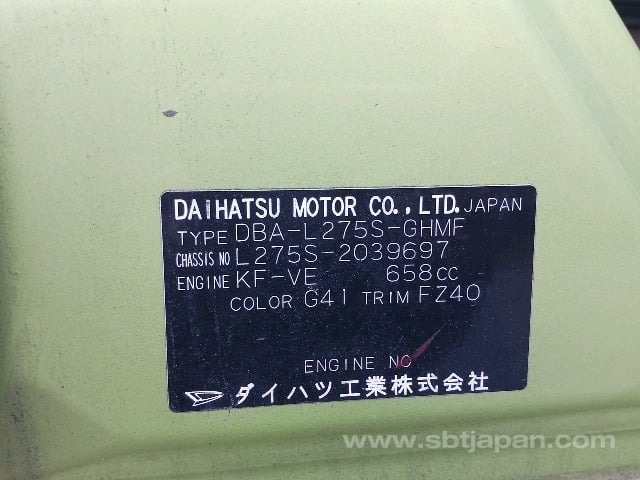 DAIHATSU MOTOR CO., LTD. JAPAN
TYPE DBA-L275S-GHMF
CHASSIS NO L275S-2039697
ENGINE KF-VE 658CC
COLOR G41 TRIM FZ40
ENGINE NO
ダイハツ工業株式会社
www.sbtjapan.com